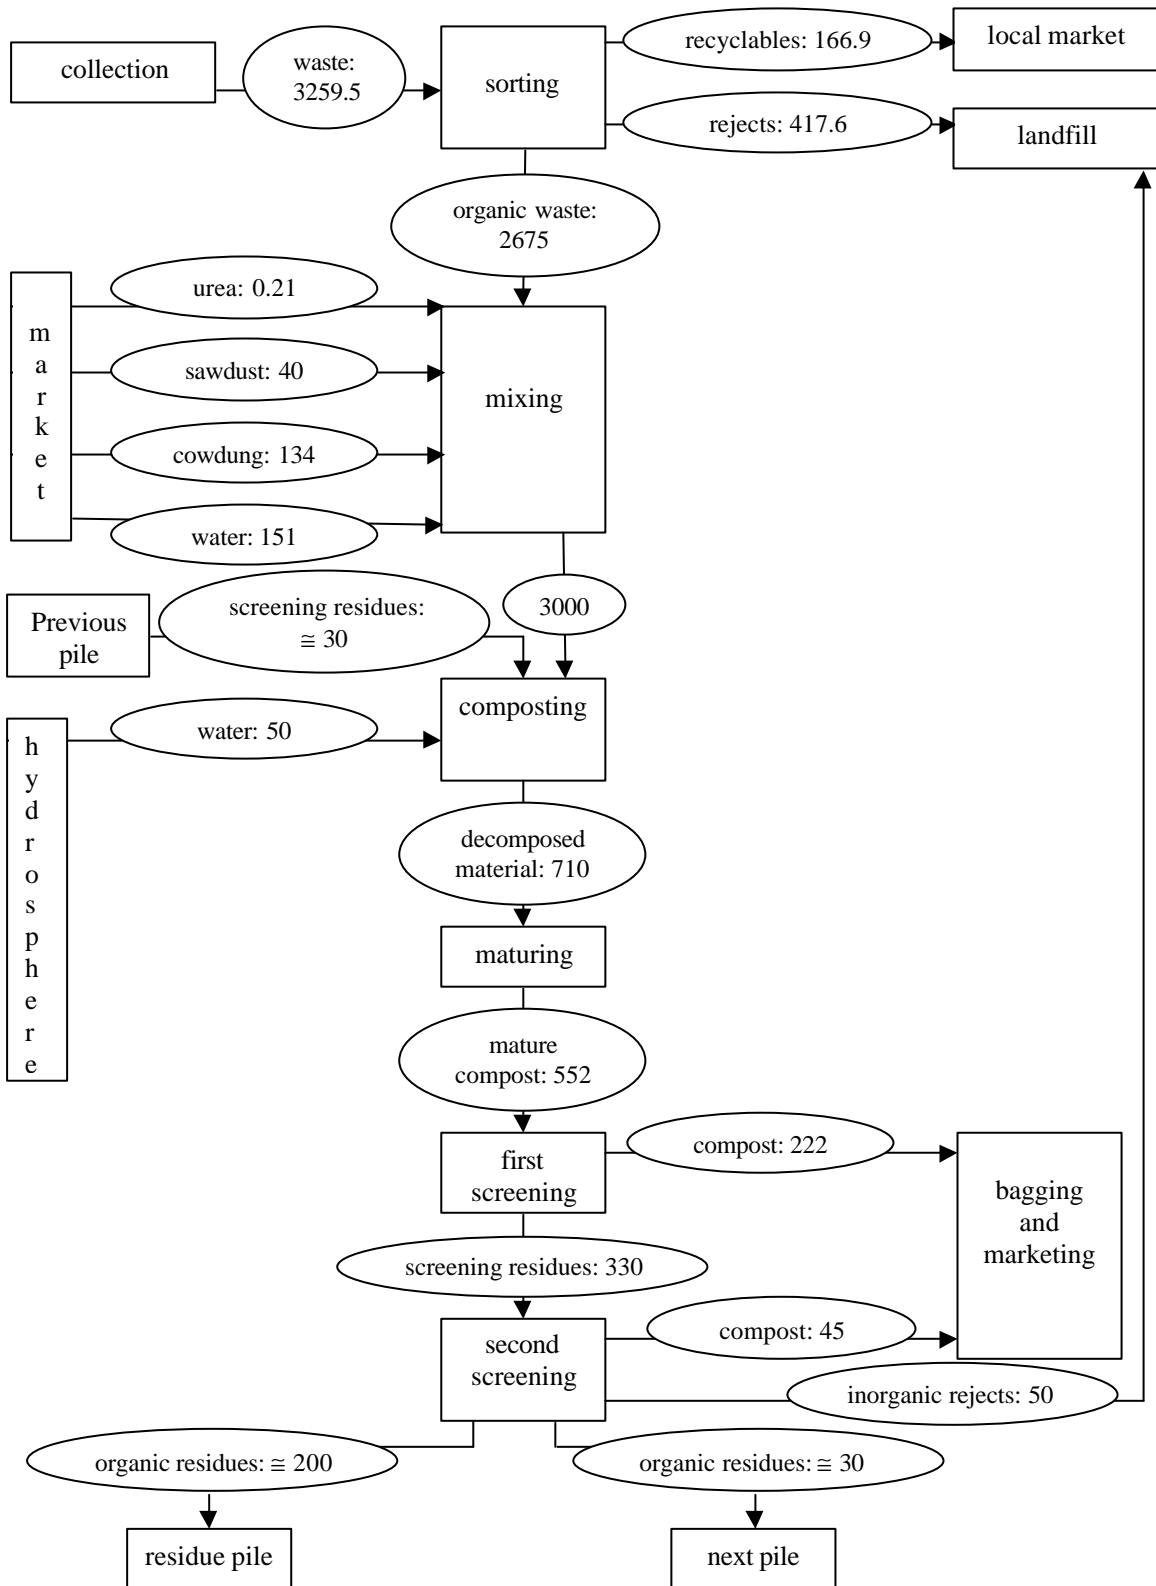 collection
waste:
3259.5
sorting
recyclables: 166.9
local market
rejects: 417.6
landfill
organic waste:
2675
market
urea: 0.21
sawdust: 40
cowdung: 134
water: 151
mixing
3000
Previous
pile
screening residues:
≅ 30
hydrosphere
water: 50
composting
decomposed
material: 710
maturing
mature
compost: 552
first
screening
compost: 222
bagging
and
marketing
screening residues: 330
second
screening
compost: 45
inorganic rejects: 50
organic residues: ≅ 200
organic residues: ≅ 30
residue pile
next pile